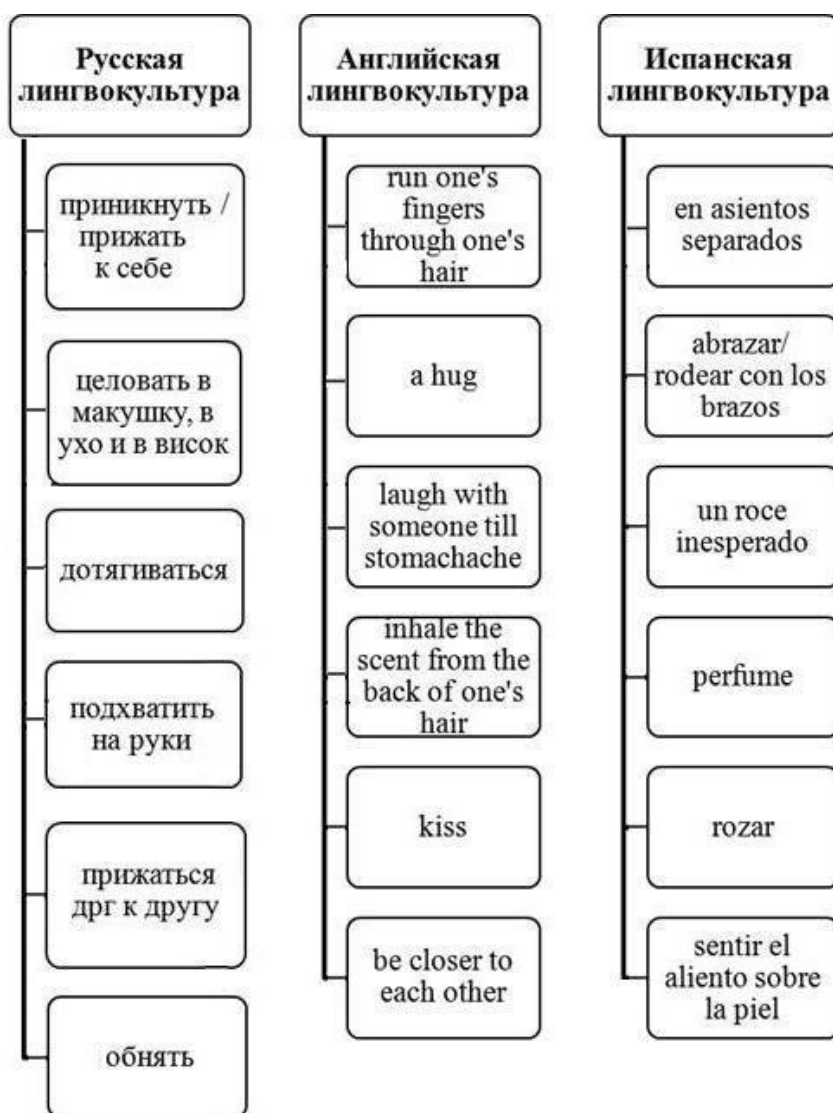 Русская
лингвокультура
приникнуть /
прижать
к себе
целовать в
макушку, в
ухо и в висок
дотягиваться
подхватить
на руки
прижаться
дрг к другу
обнять
Английская
лингвокультура
run one's
fingers
through one's
hair
a hug
laugh with
someone till
stomachache
inhale the
scent from the
back of one's
hair
kiss
be closer to
each other
Испанская
лингвокультура
en asientos
separados
abrazar/
rodear con los
brazos
un roce
inesperado
perfume
rozar
sentir el
aliento sobre
la piel